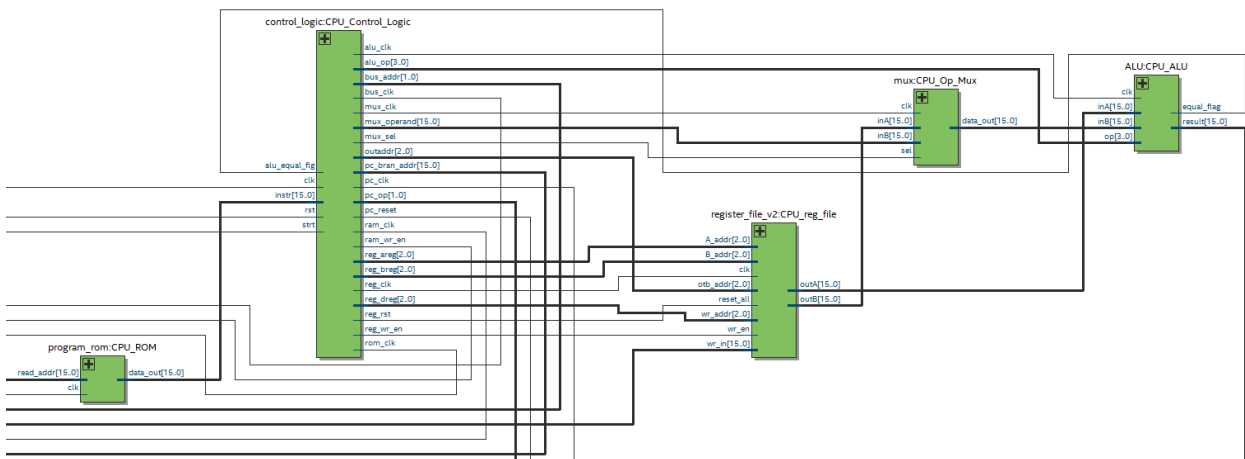 control_logic:CPU_Control_Logic
alu_equal_flg
clk
instr[15..0]
rst
strt
alu_clk
alu_op[3..0]
bus_addr[1..0]
bus_clk
mux_clk
mux_operand[15..0]
mux_sel
outaddr[2..0]
pc_bran_addr[15..0]
pc_clk
pc_op[1..0]
pc_reset
ram_clk
ram_wr_en
reg_areg[2..0]
reg_breg[2..0]
reg_clk
reg_dreg[2..0]
reg_rst
reg_wr_en
rom_clk
program_rom:CPU_ROM
read_addr[15..0]
clk
data_out[15..0]
register_file_v2:CPU_reg_file
A_addr[2..0]
B_addr[2..0]
clk
otb_addr[2..0]
reset_all
wr_addr[2..0]
wr_en
wr_in[15..0]
outA[15..0]
outB[15..0]
mux:CPU_Op_Mux
clk
inA[15..0]
inB[15..0]
sel
data_out[15..0]
ALU:CPU_ALU
clk
inA[15..0]
inB[15..0]
op[3..0]
equal_flag
result[15..0]